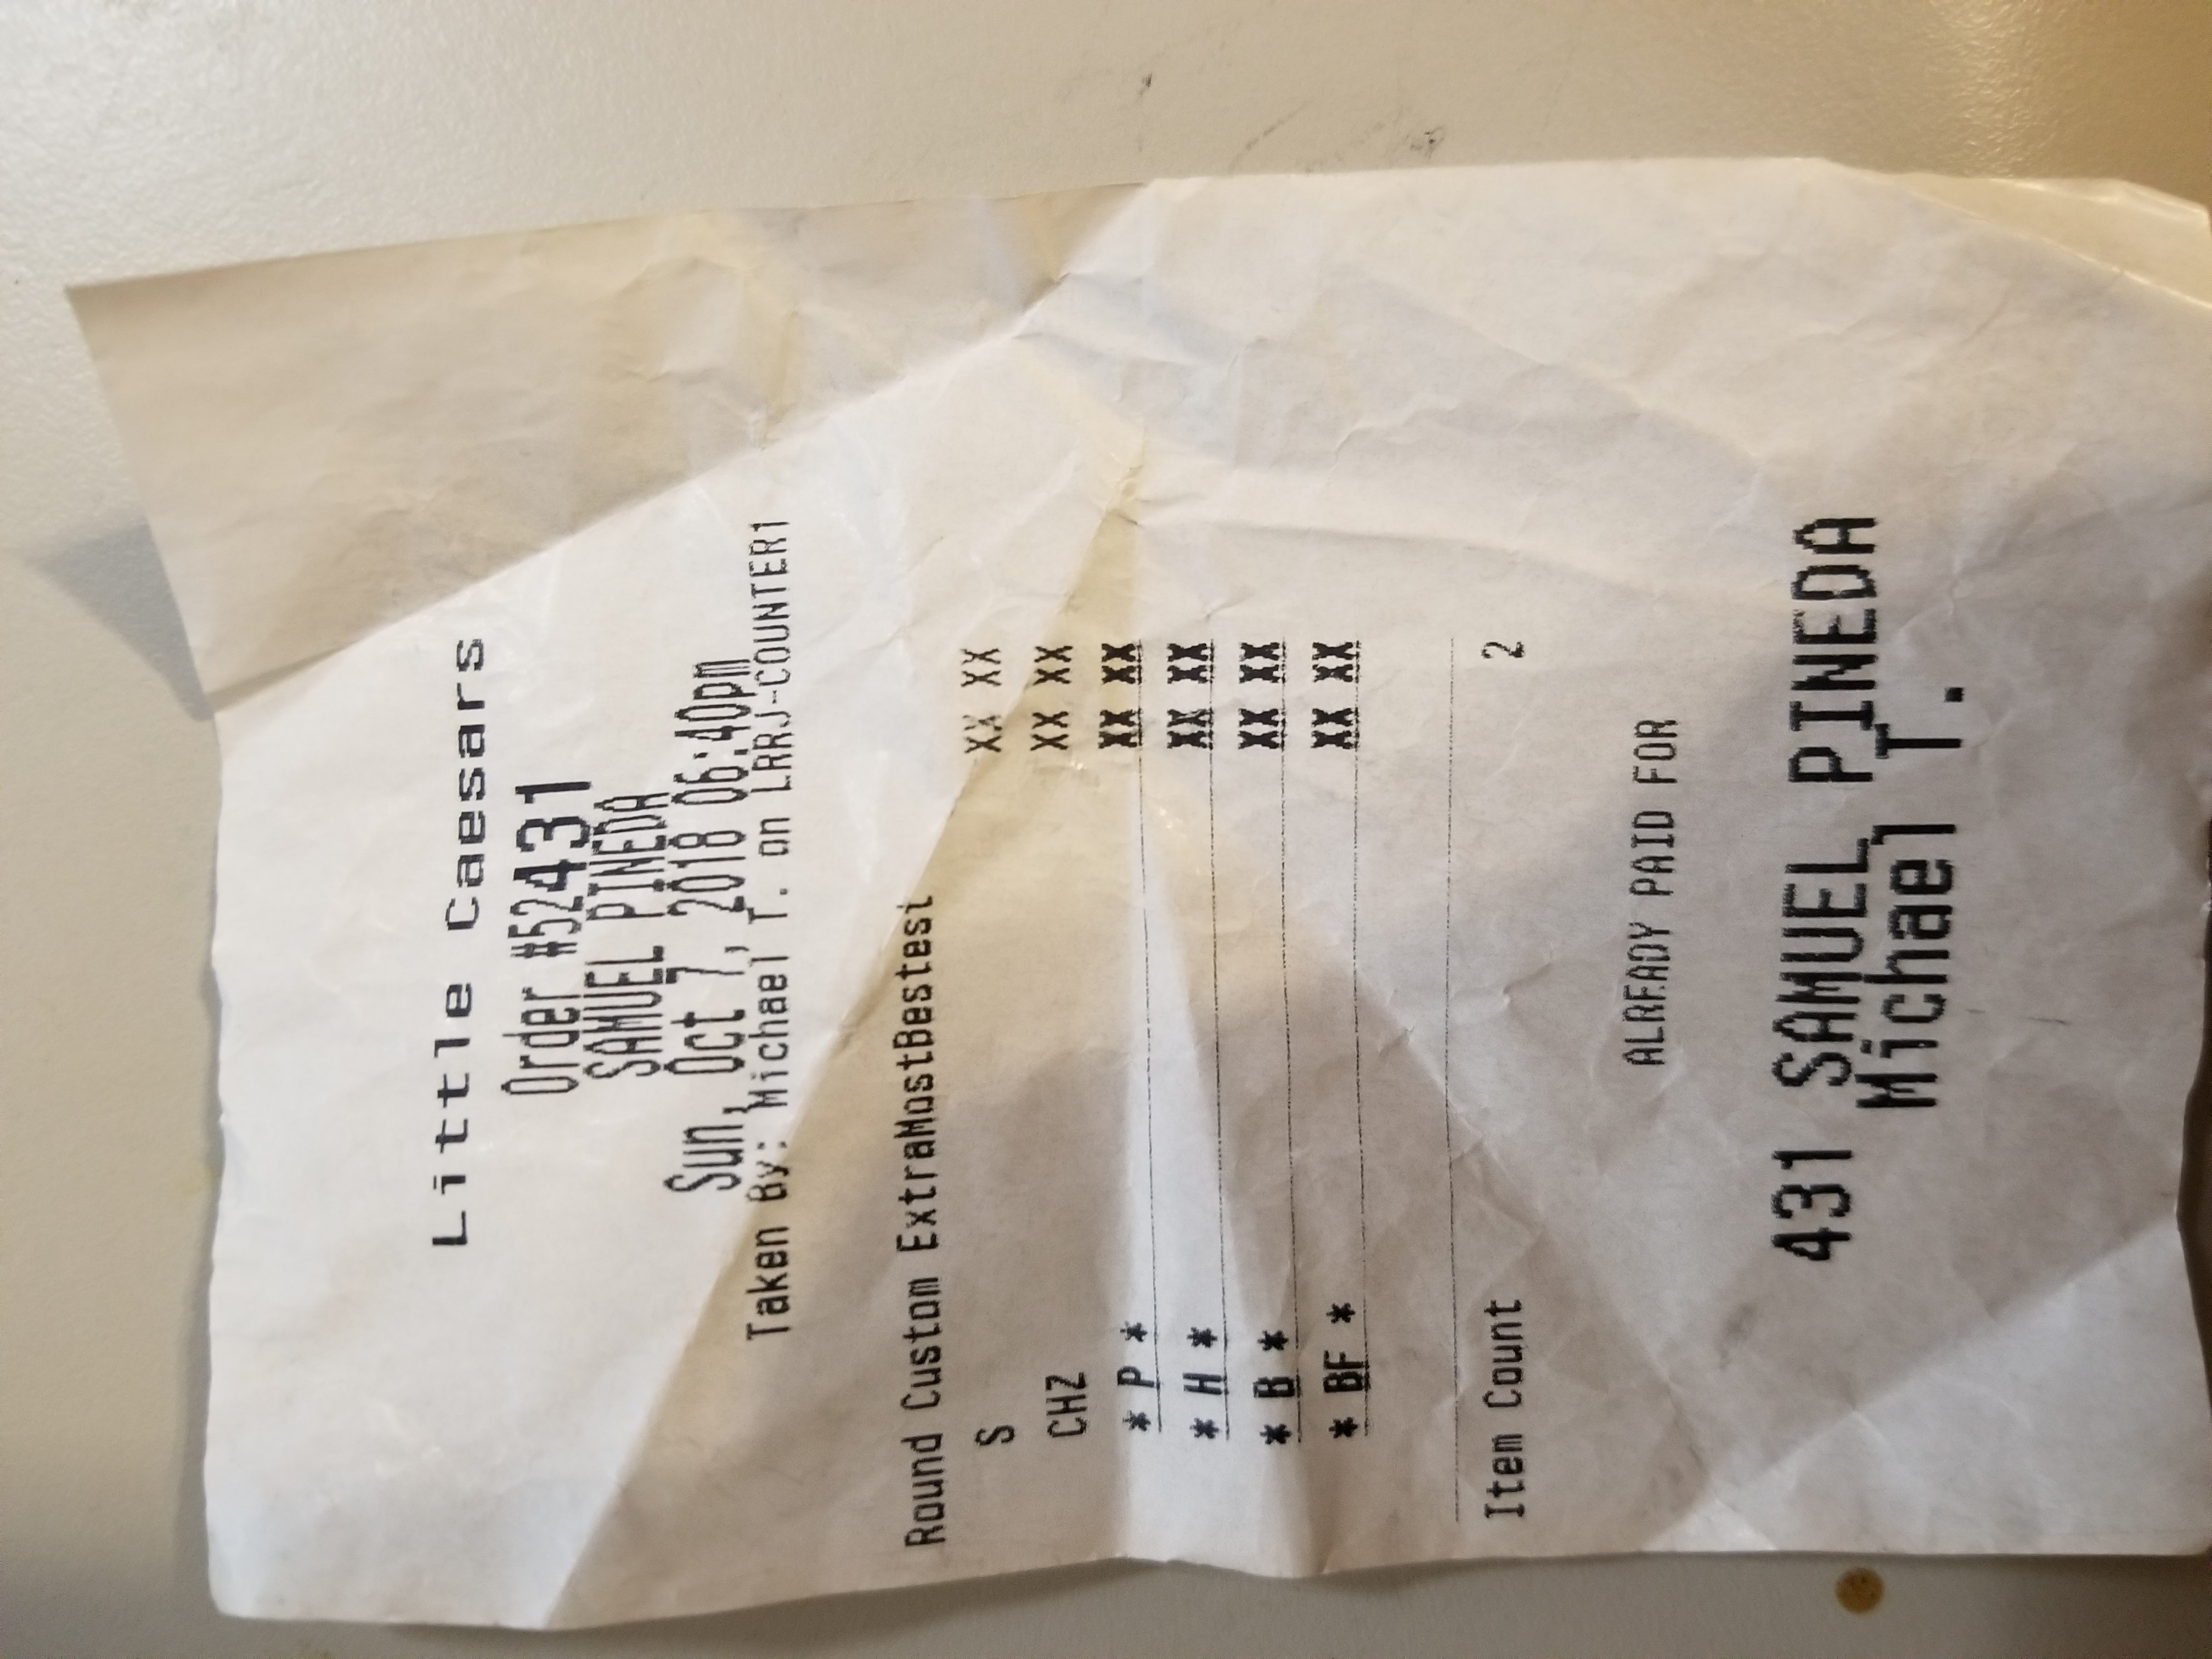 Little Caesars
Order #52431
SAMUEL PINEDA
Sun, Oct 7, 2018 06:40pm
Taken By: Michael T. on LRRJ-COUNTER1
Round Custom ExtraMostBestest
S XX XX
CHZ XX XX
* P * XX XX
* H * XX XX
* B * XX XX
* BF * XX XX
Item Count 2
ALREADY PAID FOR
431 SAMUEL PINEDA
Michael T.